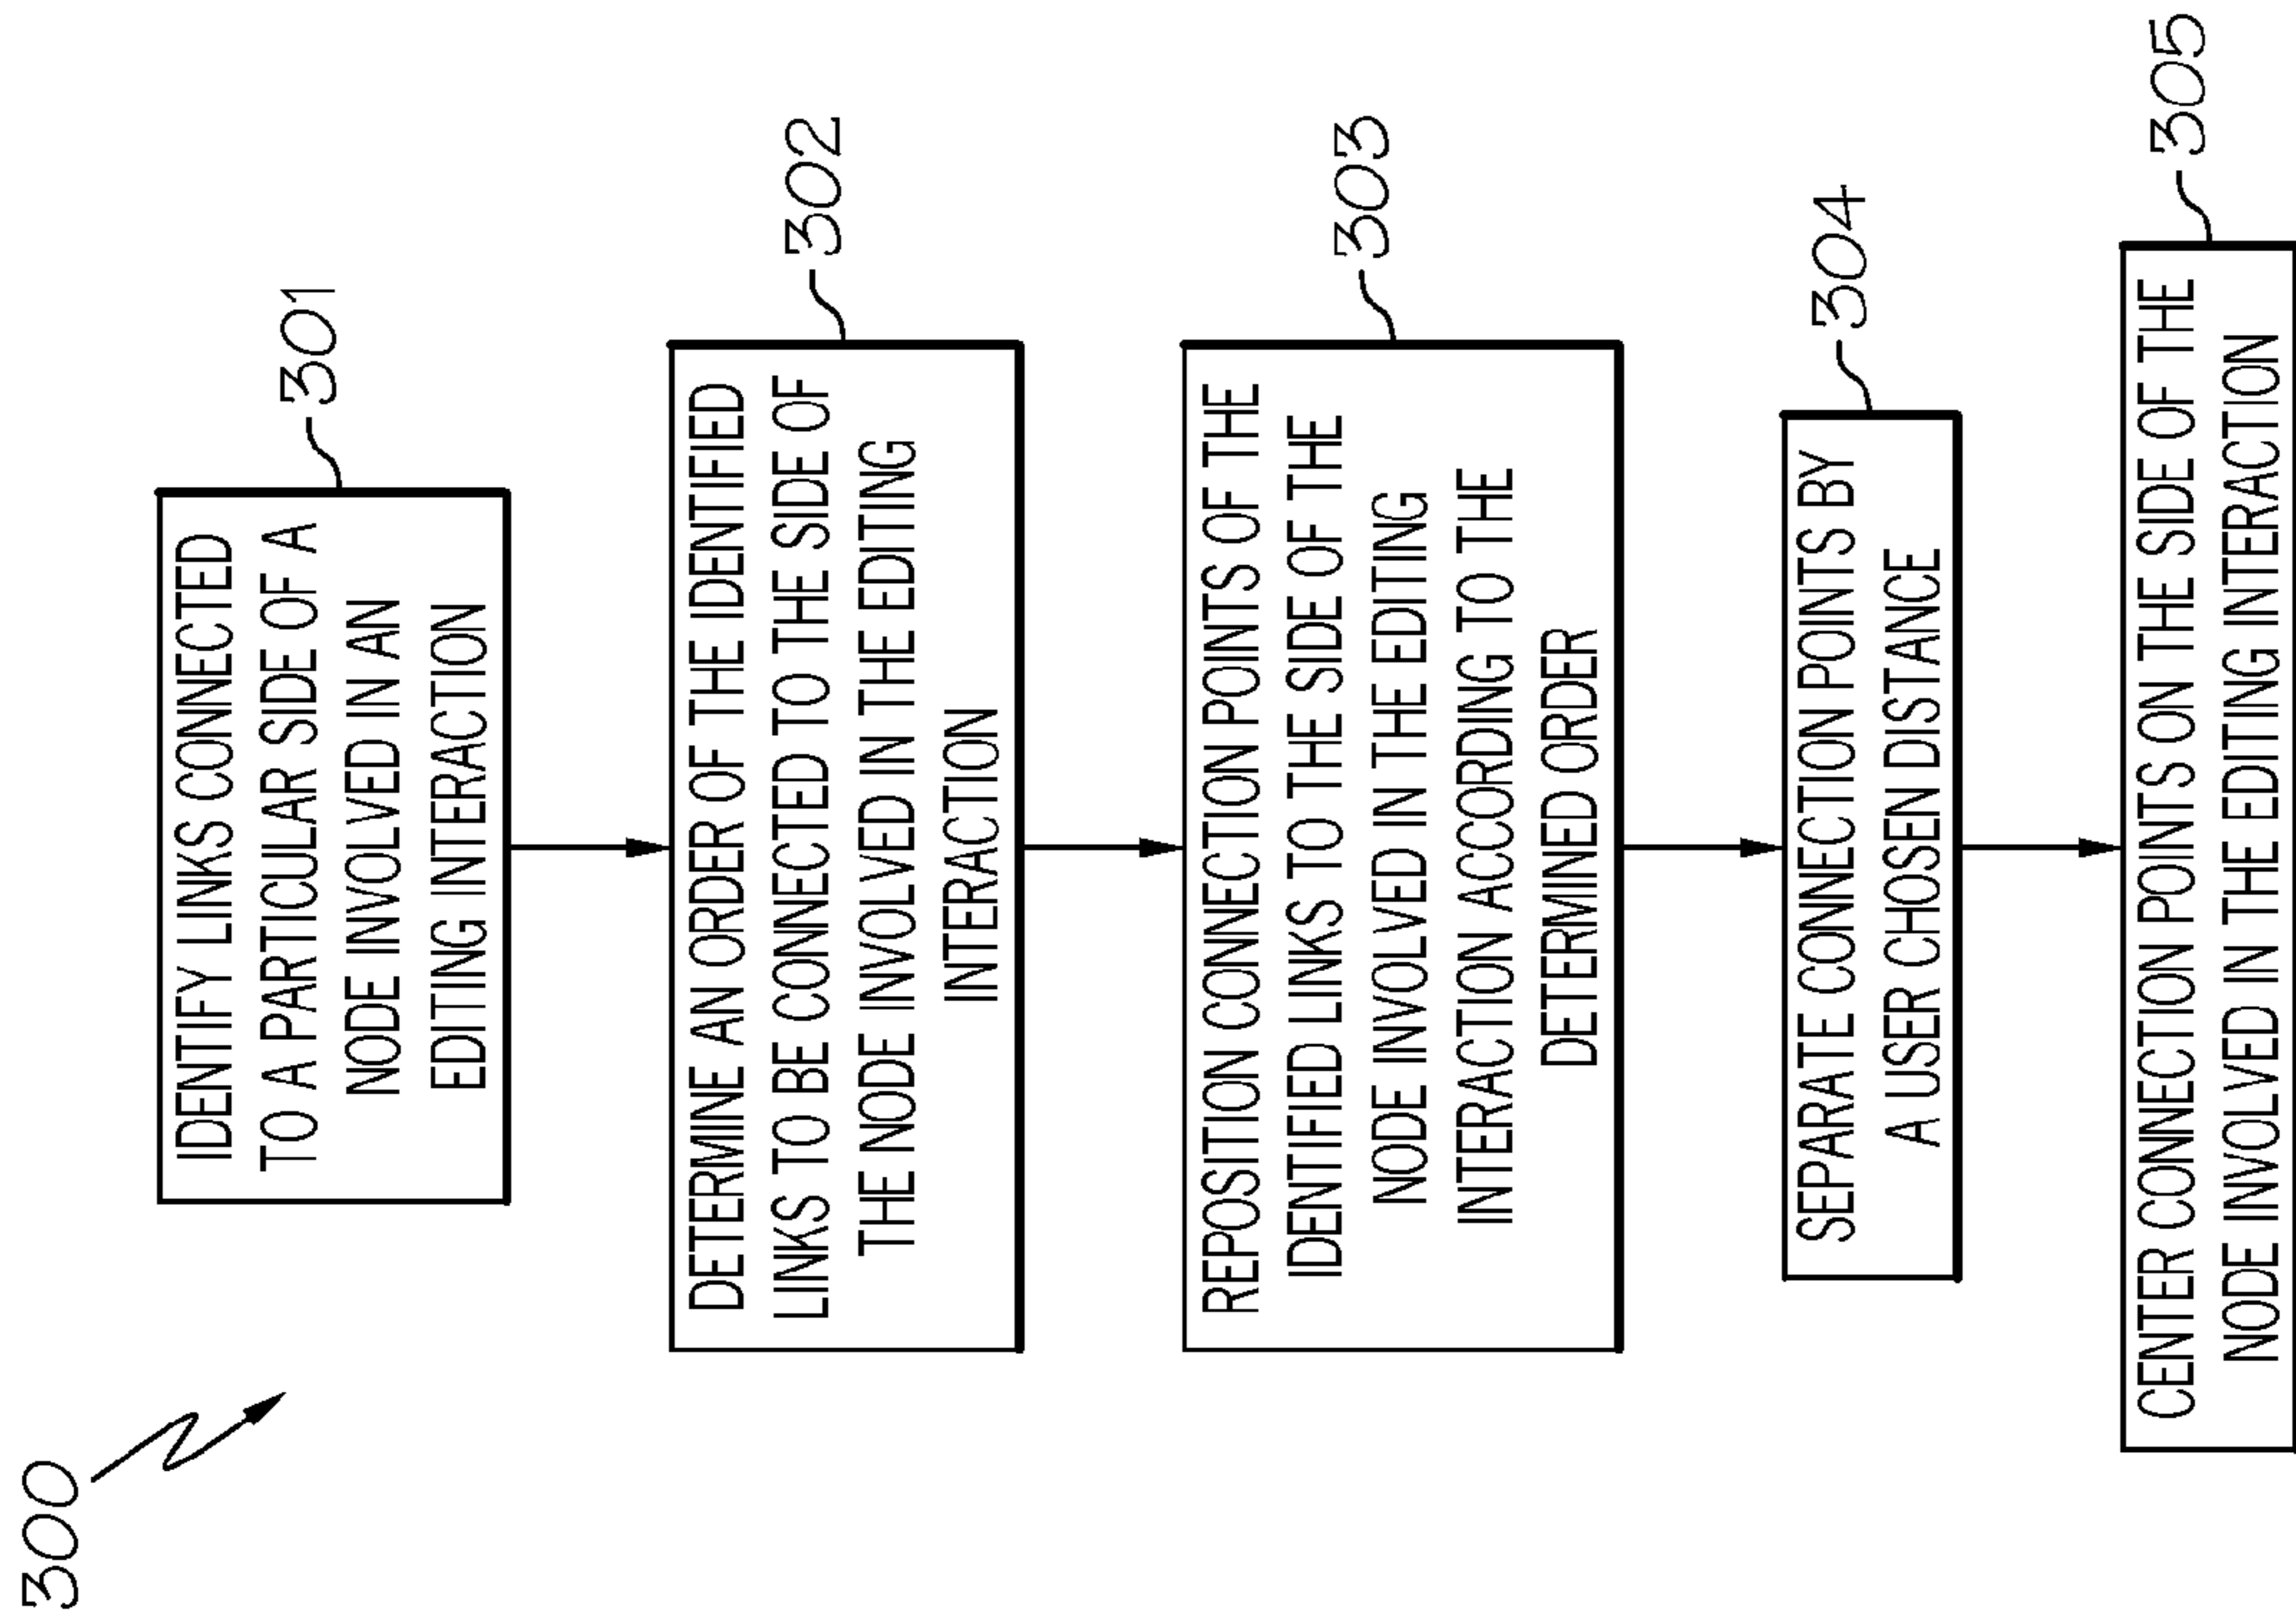 300
301
IDENTIFY LINKS CONNECTED
TO A PARTICULAR SIDE OF A
NODE INVOLVED IN AN
EDITING INTERACTION
302
DETERMINE AN ORDER OF THE IDENTIFIED
LINKS TO BE CONNECTED TO THE SIDE OF
THE NODE INVOLVED IN THE EDITING
INTERACTION
303
REPOSITION CONNECTION POINTS OF THE
IDENTIFIED LINKS TO THE SIDE OF THE
NODE INVOLVED IN THE EDITING
INTERACTION ACCORDING TO THE
DETERMINED ORDER
304
SEPARATE CONNECTION POINTS BY
A USER CHOSEN DISTANCE
305
CENTER CONNECTION POINTS ON THE SIDE OF THE
NODE INVOLVED IN THE EDITING INTERACTION